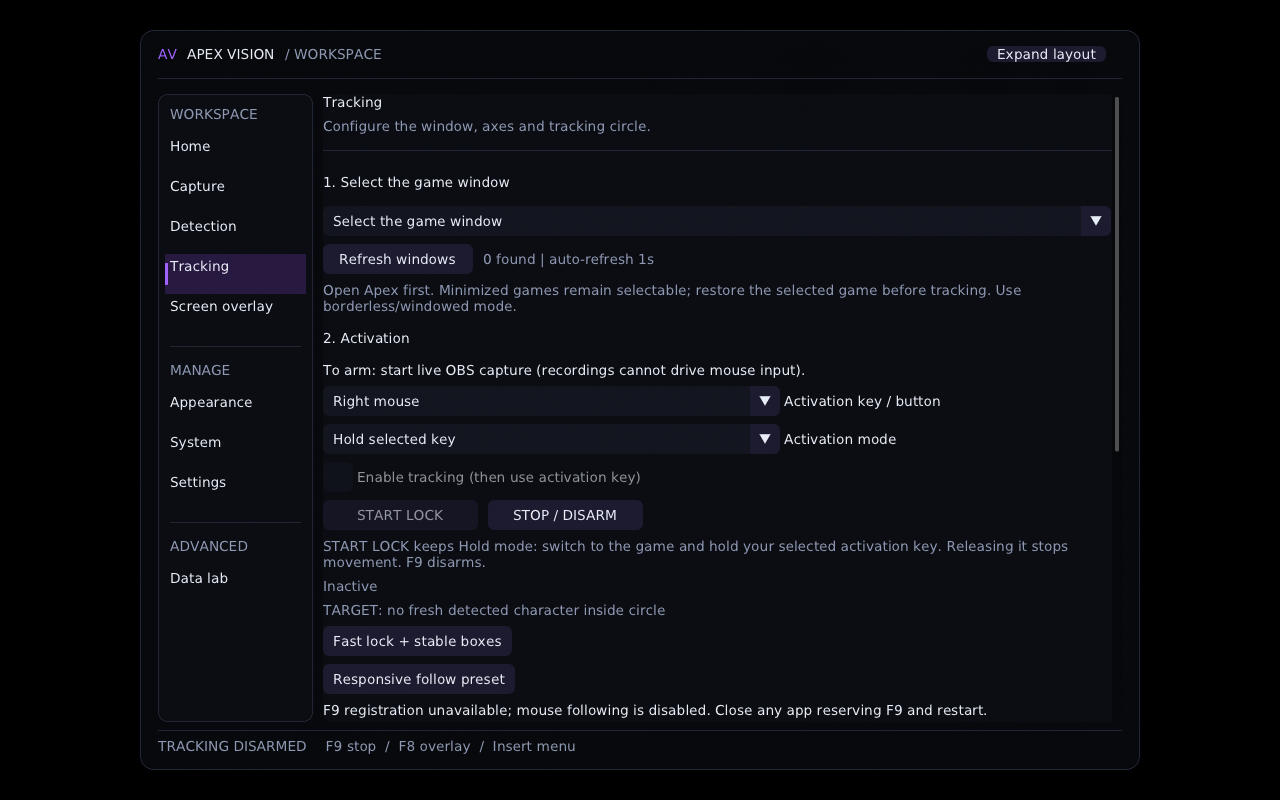 AV APEX VISION / WORKSPACE
Expand layout
WORKSPACE
Home
Capture
Detection
Tracking
Screen overlay
MANAGE
Appearance
System
Settings
ADVANCED
Data lab
Tracking
Configure the window, axes and tracking circle.
1. Select the game window
Select the game window
Refresh windows 0 found | auto-refresh 1s
Open Apex first. Minimized games remain selectable; restore the selected game before tracking. Use
borderless/windowed mode.
2. Activation
To arm: start live OBS capture (recordings cannot drive mouse input).
Right mouse Activation key / button
Hold selected key Activation mode
Enable tracking (then use activation key)
START LOCK STOP / DISARM
START LOCK keeps Hold mode: switch to the game and hold your selected activation key. Releasing it stops
movement. F9 disarms.
Inactive
TARGET: no fresh detected character inside circle
Fast lock + stable boxes
Responsive follow preset
F9 registration unavailable; mouse following is disabled. Close any app reserving F9 and restart.
TRACKING DISARMED F9 stop / F8 overlay / Insert menu